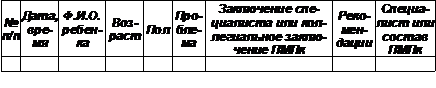 № п/п
Дата, вре-
мя
Ф.И.О. ребен-
ка
Воз-
раст
Пол
Про-
бле-
ма
Заключение спе-
циалиста или кол-
легиальное заклю-
чение ПМПк
Реко-
мен-
дации
Специа-
лист или
состав
ПМПк